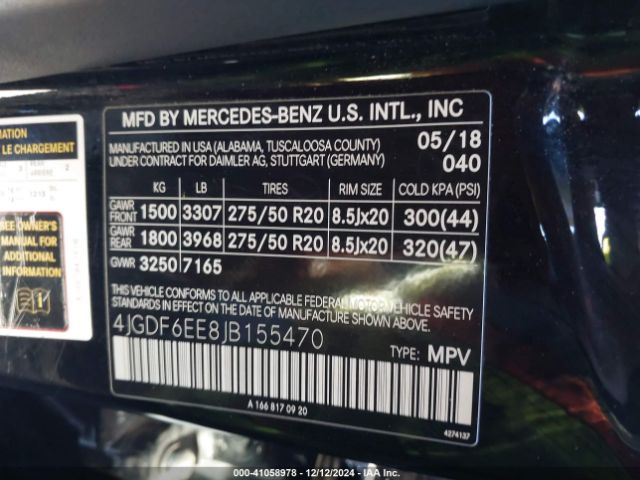 MFD BY MERCEDES-BENZ U.S. INTL., INC
MANUFACTURED IN USA (ALABAMA, TUSCALOOSA COUNTY) 05/18
UNDER CONTRACT FOR DAIMLER AG, STUTTGART (GERMANY) 040
KG LB TIRES RIM SIZE COLD KPA (PSI)
GAWR FRONT 1500 3307 275/50 R20 8.5Jx20 300(44)
GAWR REAR 1800 3968 275/50 R20 8.5Jx20 320(47)
GVWR 3250 7165
THIS VEHICLE CONFORMS TO ALL APPLICABLE FEDERAL MOTOR VEHICLE SAFETY
STANDARDS IN EFFECT ON THE DATE OF MANUFACTURE SHOWN ABOVE.
4JGDF6EE8JB155470
TYPE: MPV
A 166 817 09 20
4274137
LE CHARGEMENT
SEE OWNER'S
MANUAL FOR
ADDITIONAL
INFORMATION
000-41058978 - 12/12/2024 - IAAI.COM